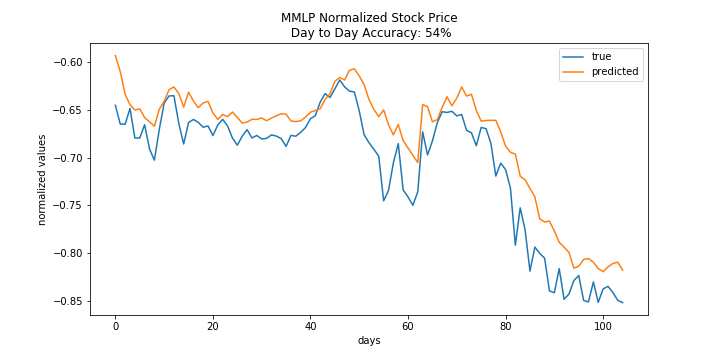 MMLP Normalized Stock Price
Day to Day Accuracy: 54%
true
predicted
normalized values
−0.60
−0.65
−0.70
−0.75
−0.80
−0.85
0
20
40
60
80
100
days